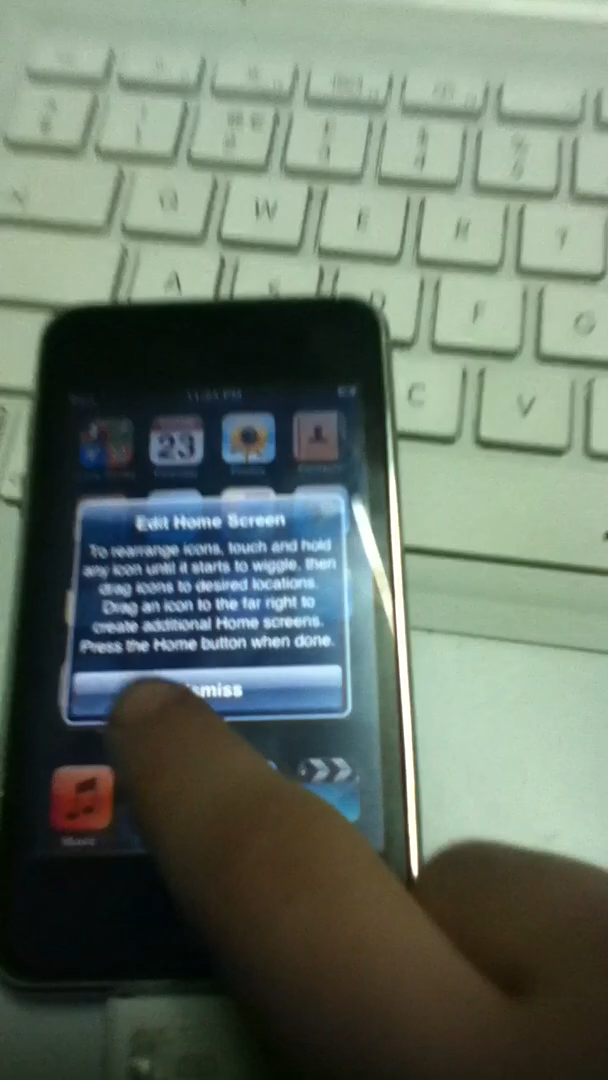 Q
W
E
R
A
S
D
F
G
C
V
23
Edit Home Screen
To rearrange icons, touch and hold
any icon until it starts to wiggle, then
drag icons to desired locations.
Drag an icon to the far right to
create additional Home screens.
Press the Home button when done.
smiss
Music